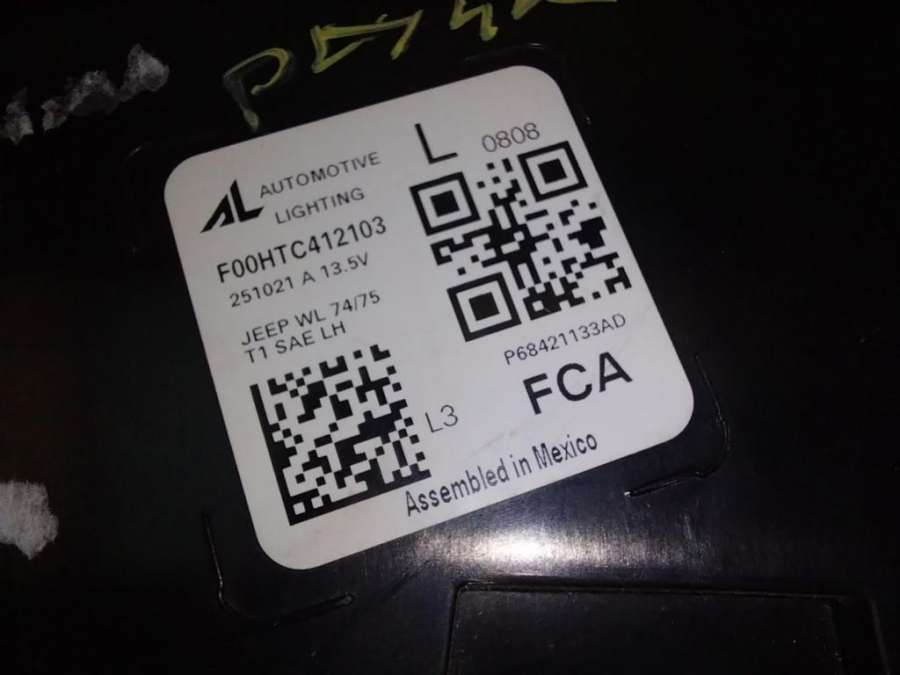 AL AUTOMOTIVE
LIGHTING
L 0808
F00HTC412103
251021 A 13.5V
JEEP WL 74/75
T1 SAE LH
P68421133AD
L3
FCA
Assembled in Mexico